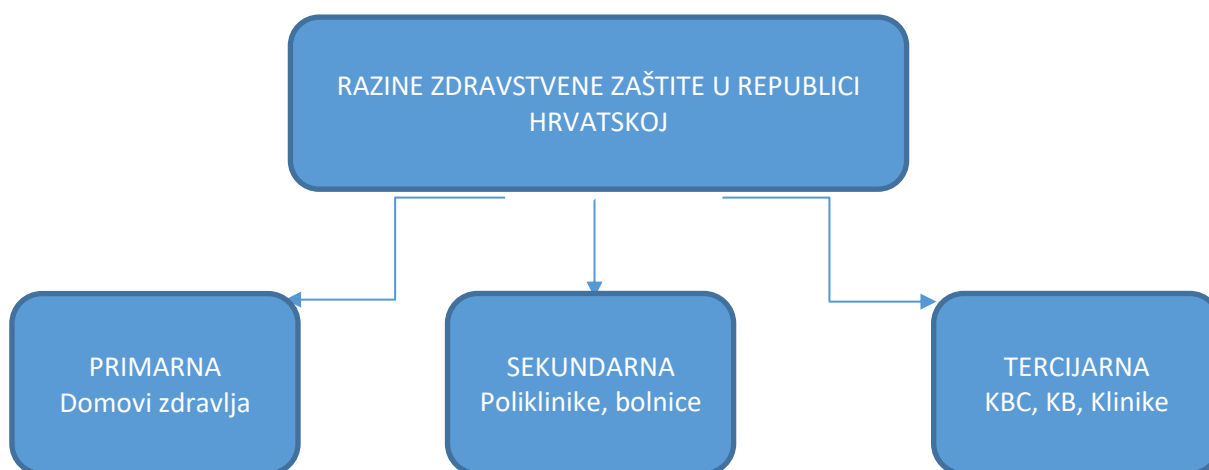 RAZINE ZDRAVSTVENE ZAŠTITE U REPUBLICI
HRVATSKOJ
PRIMARNA
Domovi zdravlja
SEKUNDARNA
Poliklinike, bolnice
TERCIJARNA
KBC, KB, Klinike